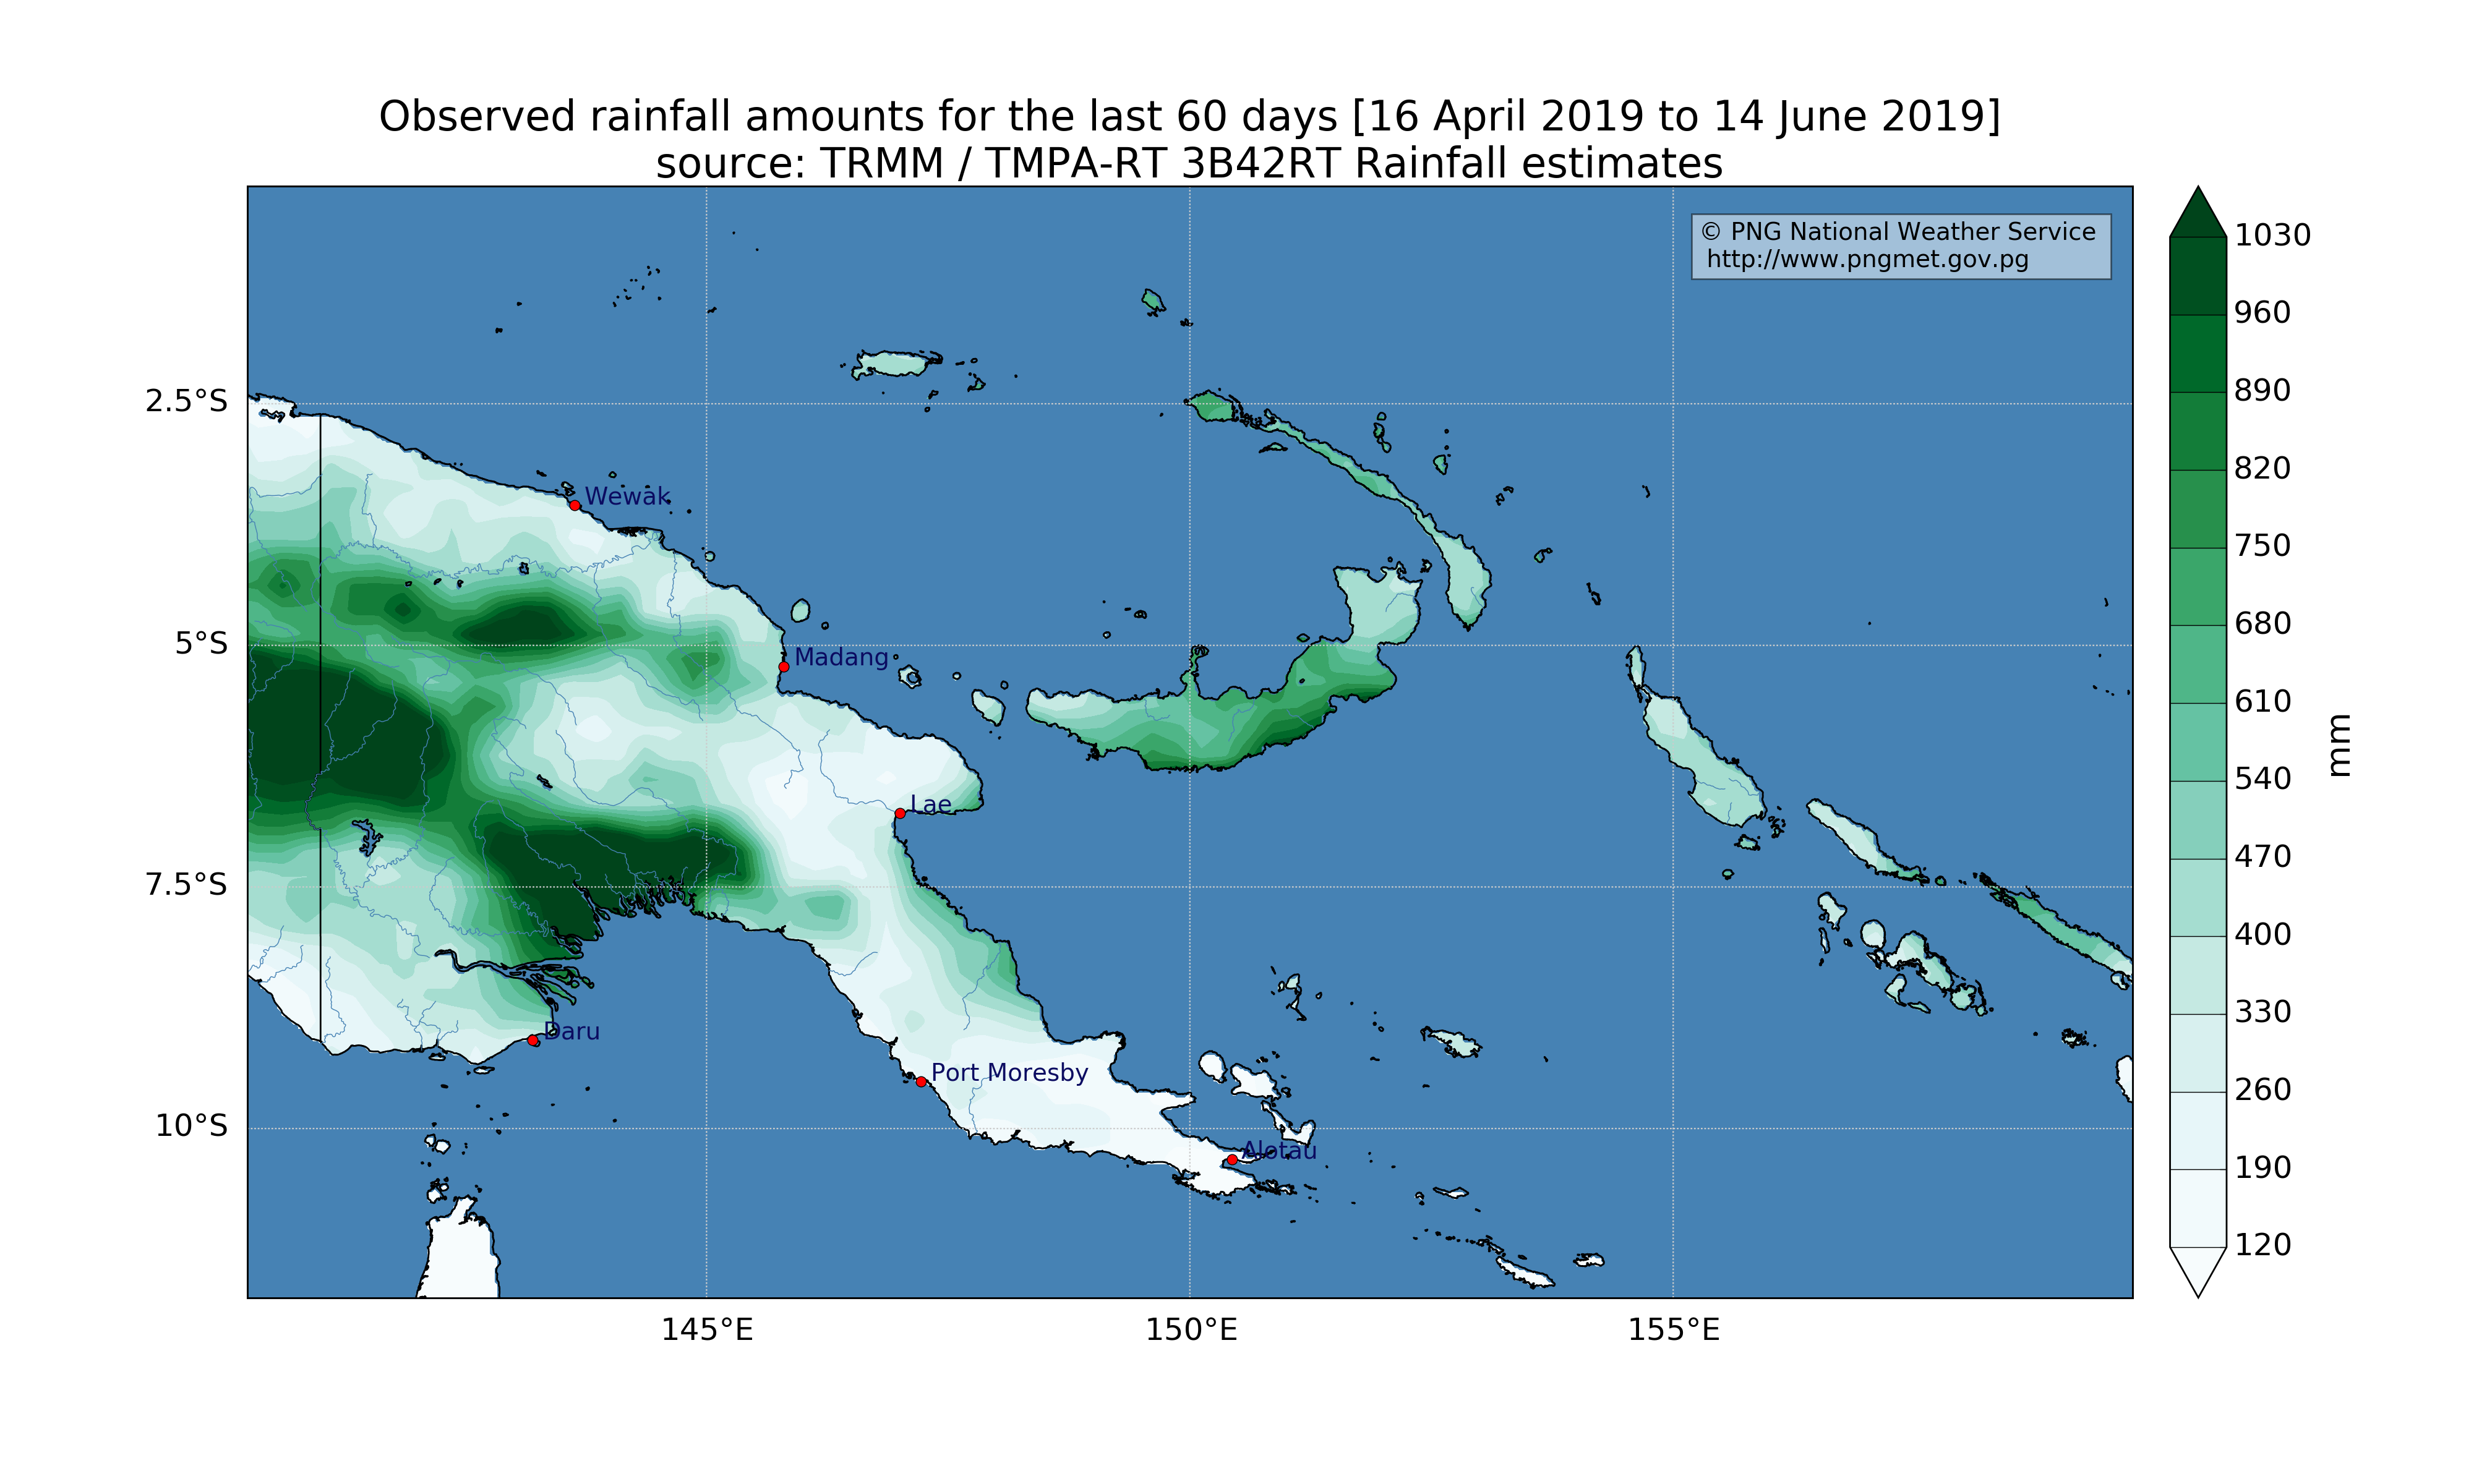 Observed rainfall amounts for the last 60 days [16 April 2019 to 14 June 2019]
source: TRMM / TMPA-RT 3B42RT Rainfall estimates
© PNG National Weather Service
http://www.pngmet.gov.pg
2.5°S
5°S
7.5°S
10°S
Wewak
Madang
Lae
Daru
Port Moresby
Alotau
145°E
150°E
155°E
1030
960
890
820
750
680
610
540
470
400
330
260
190
120
mm